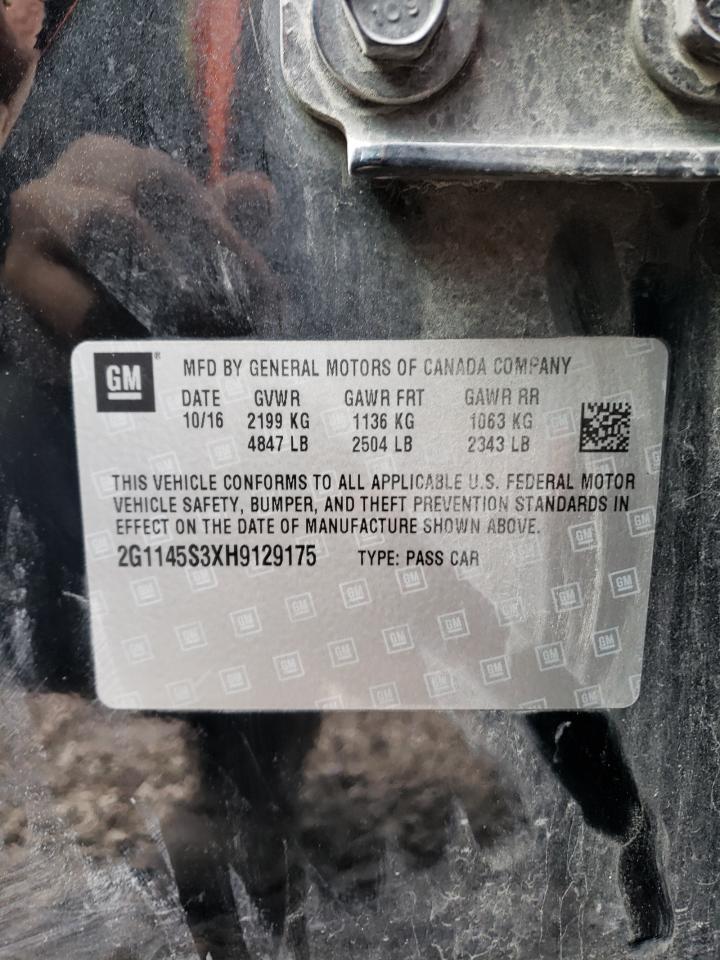 109
GM ®
MFD BY GENERAL MOTORS OF CANADA COMPANY
DATE GVWR GAWR FRT GAWR RR
10/16 2199 KG 1136 KG 1063 KG
4847 LB 2504 LB 2343 LB
THIS VEHICLE CONFORMS TO ALL APPLICABLE U.S. FEDERAL MOTOR
VEHICLE SAFETY, BUMPER, AND THEFT PREVENTION STANDARDS IN
EFFECT ON THE DATE OF MANUFACTURE SHOWN ABOVE.
2G1145S3XH9129175 TYPE: PASS CAR